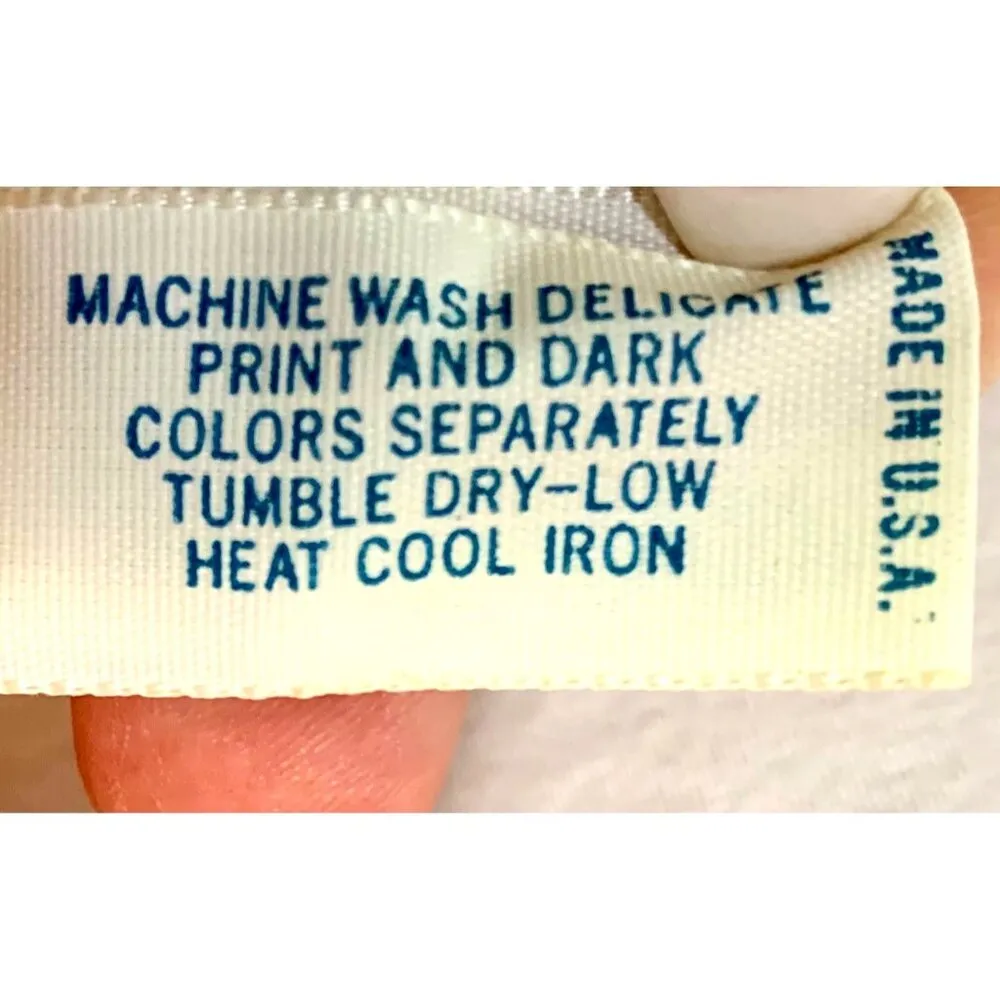 MACHINE WASH DELICATE
PRINT AND DARK
COLORS SEPARATELY
TUMBLE DRY-LOW
HEAT COOL IRON
MADE IN U.S.A.